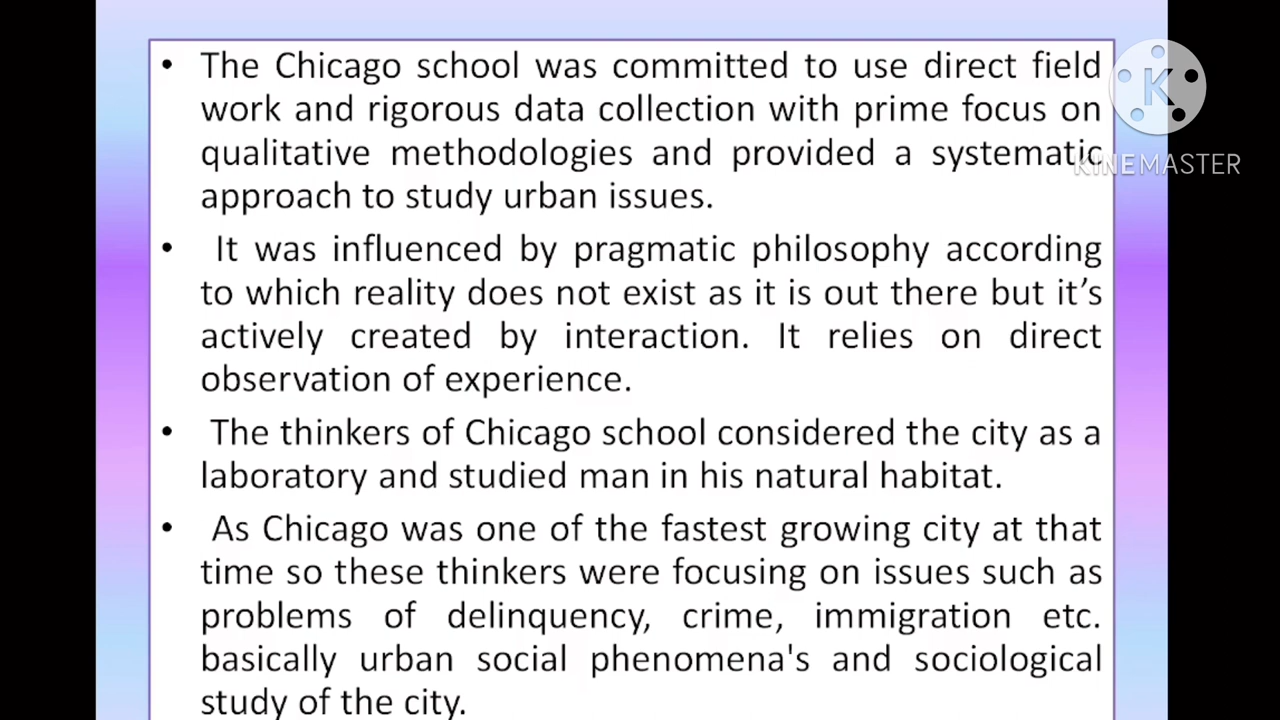 • The Chicago school was committed to use direct field
work and rigorous data collection with prime focus on
qualitative methodologies and provided a systematic
approach to study urban issues.
• It was influenced by pragmatic philosophy according
to which reality does not exist as it is out there but it’s
actively created by interaction. It relies on direct
observation of experience.
• The thinkers of Chicago school considered the city as a
laboratory and studied man in his natural habitat.
• As Chicago was one of the fastest growing city at that
time so these thinkers were focusing on issues such as
problems of delinquency, crime, immigration etc.
basically urban social phenomena's and sociological
study of the city.
K
KINEMASTER